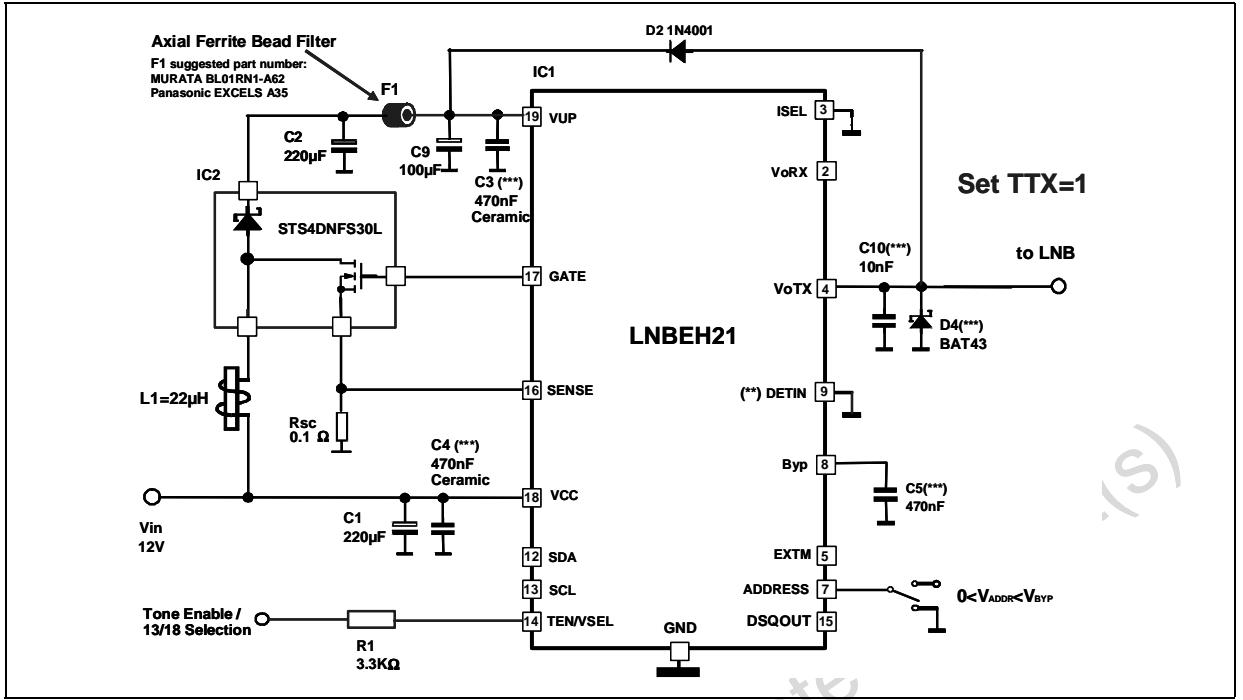 Axial Ferrite Bead Filter
F1 suggested part number:
MURATA BL01RN1-A62
Panasonic EXCELS A35
F1
D2 1N4001
IC1
19 VUP
ISEL 3
C2
220µF
C9
100µF
C3 (***)
470nF
Ceramic
IC2
STS4DNFS30L
VoRX 2
Set TTX=1
C10(***)
10nF
to LNB
17 GATE
VoTX 4
LNBEH21
D4(***)
BAT43
16 SENSE
(**) DETIN 9
L1=22µH
Rsc
0.1 Ω
C4 (***)
470nF
Ceramic
Byp 8
C5(***)
470nF
18 VCC
Vin
12V
C1
220µF
12 SDA
EXTM 5
13 SCL
ADDRESS 7
0<VADDR<VBYP
Tone Enable /
13/18 Selection
14 TEN/VSEL
DSQOUT 15
R1
3.3KΩ
GND
(s)